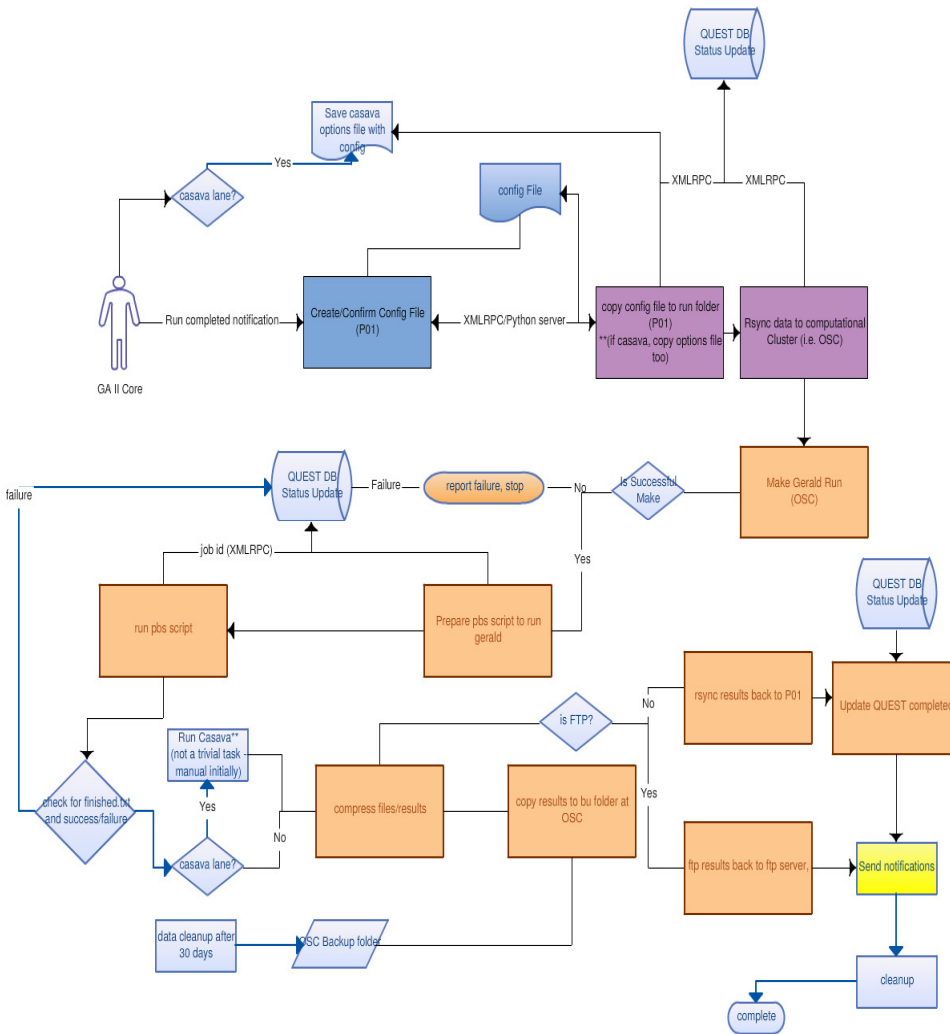 QUEST DB
Status Update
Save casava
options file with
config
Yes
casava lane?
config File
XMLRPC
XMLRPC
Run completed notification
Create/Confirm Config File
(P01)
XMLRPC/Python server
copy config file to run folder
(P01)
**(if casava, copy options file
too)
Rsync data to computational
Cluster (i.e. OSC)
GA II Core
QUEST DB
Status Update
failure
Failure
report failure, stop
No
Is Successful
Make
Make Gerald Run
(OSC)
job id (XMLRPC)
Yes
QUEST DB
Status Update
run pbs script
Prepare pbs script to run
gerald
rsync results back to P01
No
Update QUEST completed
is FTP?
Run Casava**
(not a trivial task -
manual initially)
check for finished.txt
and success/failure
Yes
No
compress files/results
copy results to bu folder at
OSC
Yes
casava lane?
ftp results back to ftp server,
Send notifications
data cleanup after
30 days
OSC Backup folder
cleanup
complete